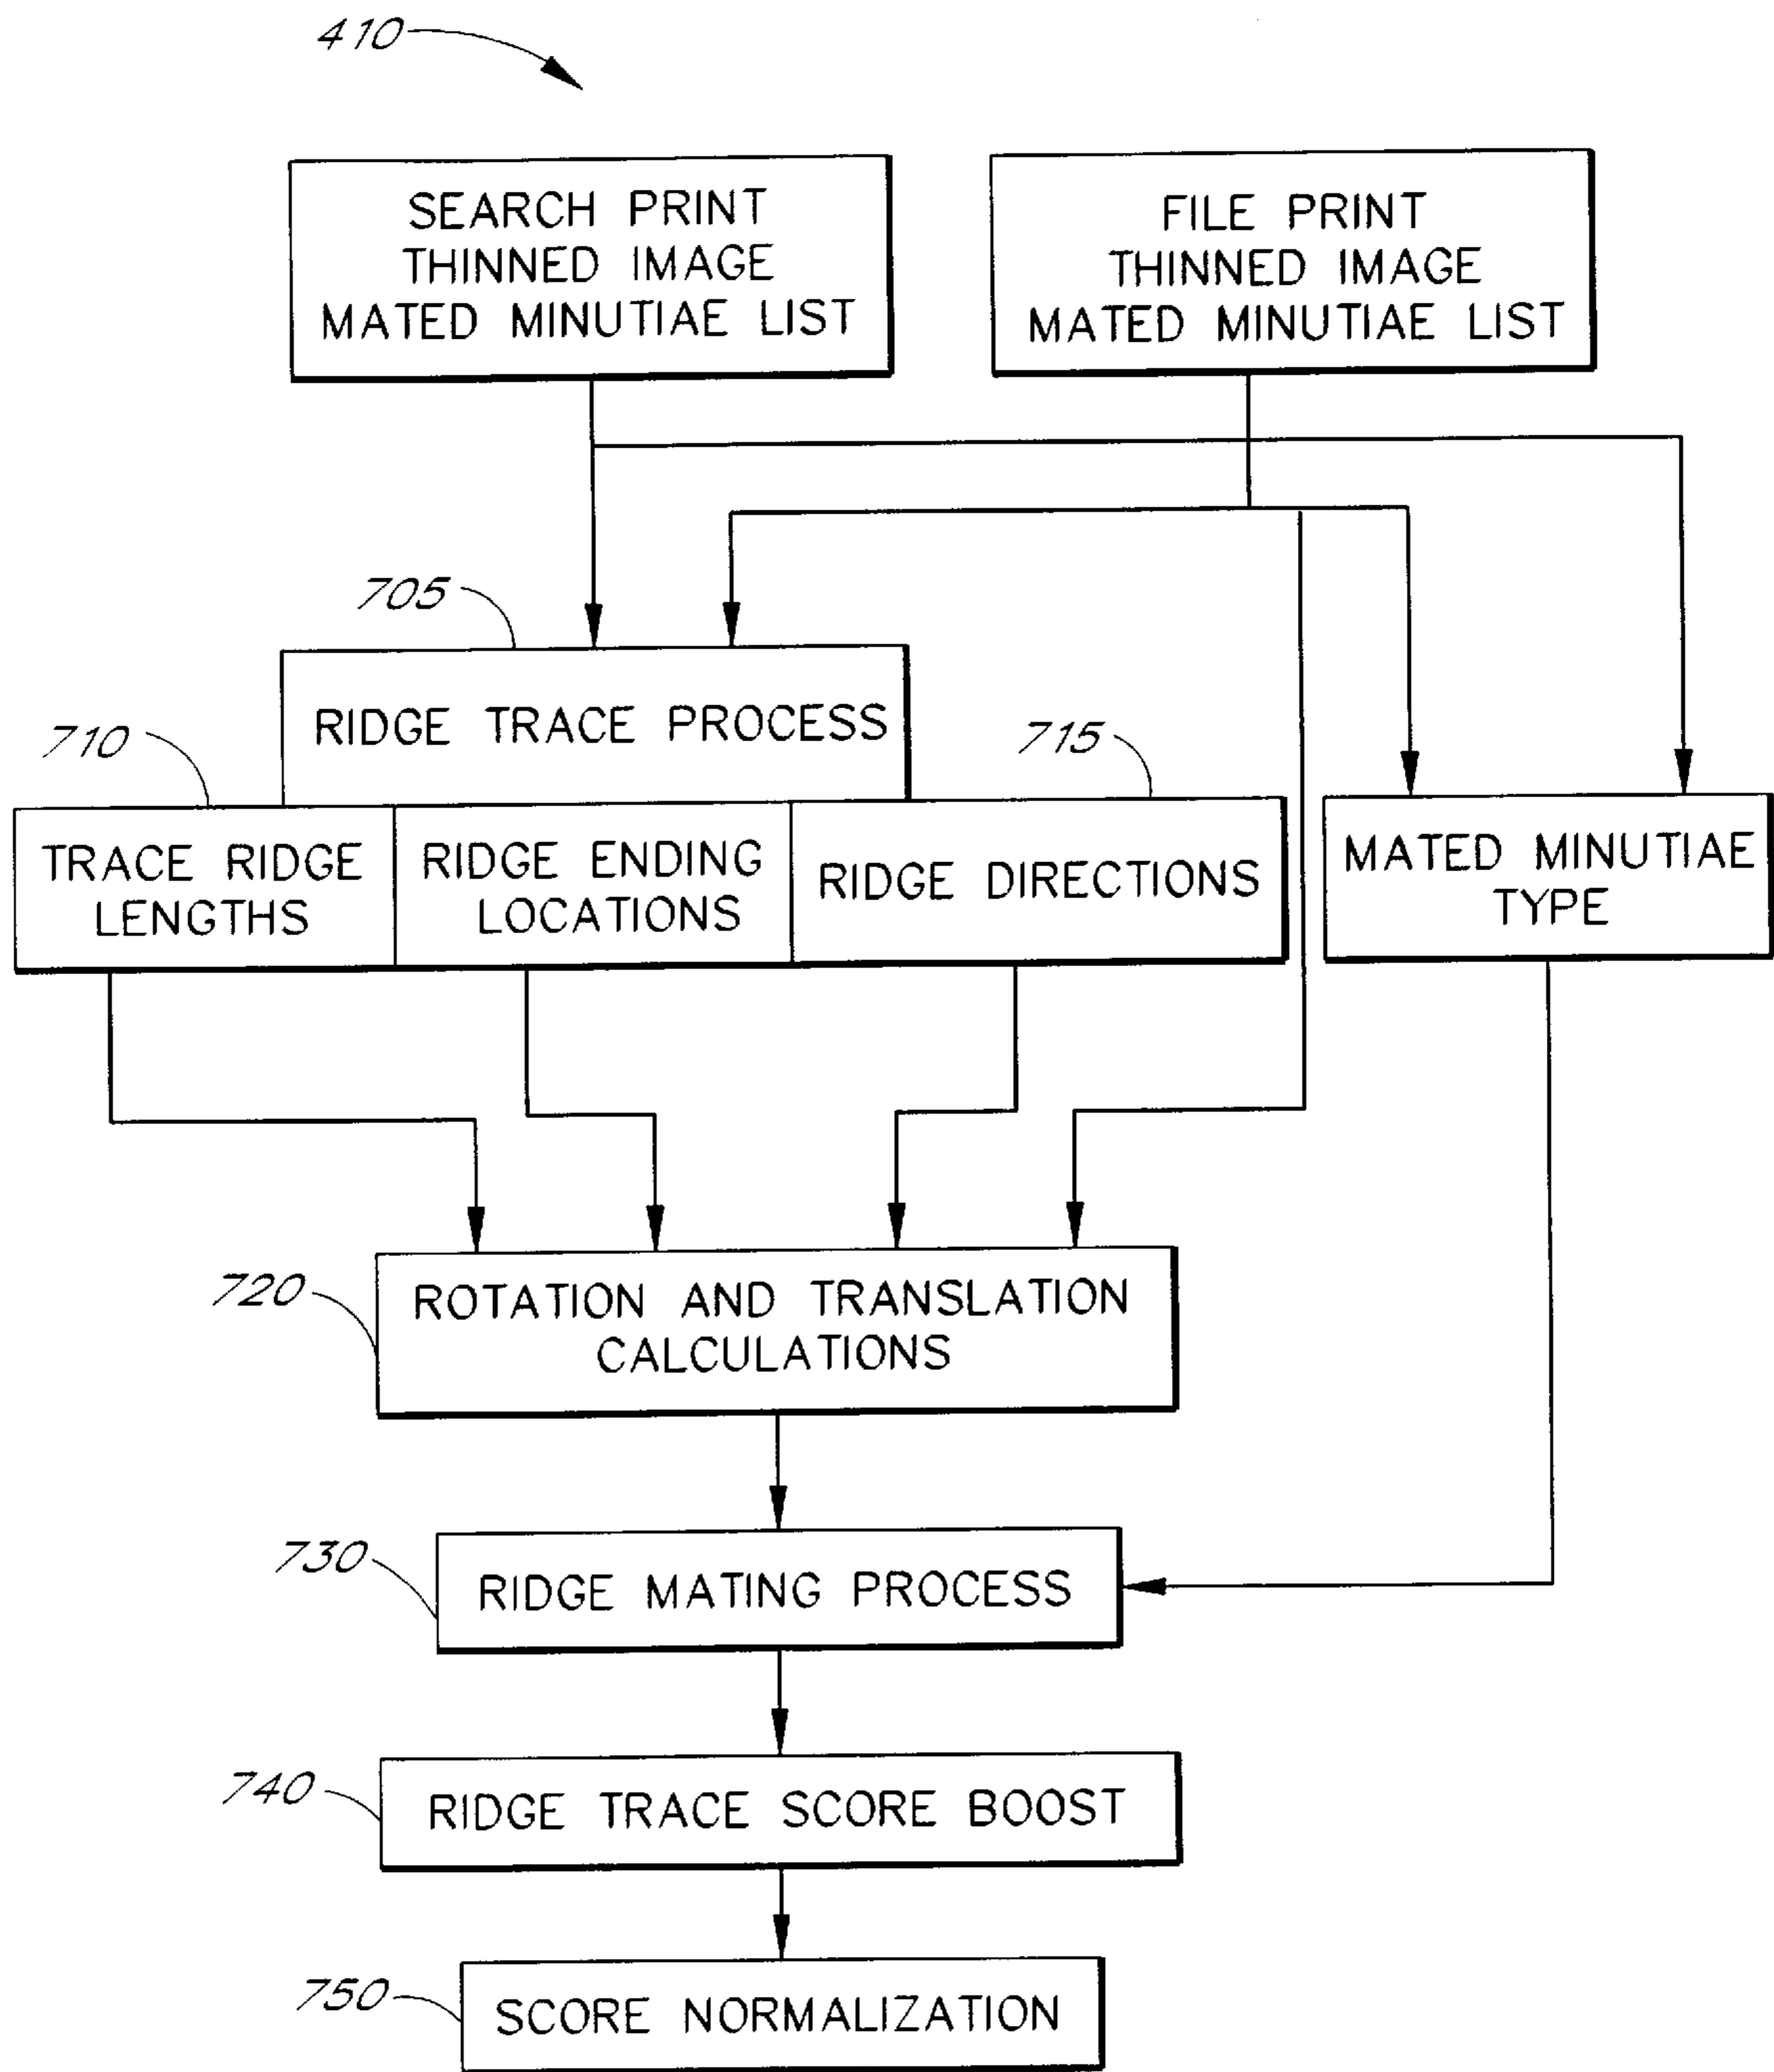 410
SEARCH PRINT
THINNED IMAGE
MATED MINUTIAE LIST
FILE PRINT
THINNED IMAGE
MATED MINUTIAE LIST
705
RIDGE TRACE PROCESS
710
715
TRACE RIDGE
LENGTHS
RIDGE ENDING
LOCATIONS
RIDGE DIRECTIONS
MATED MINUTIAE
TYPE
720
ROTATION AND TRANSLATION
CALCULATIONS
730
RIDGE MATING PROCESS
740
RIDGE TRACE SCORE BOOST
750
SCORE NORMALIZATION